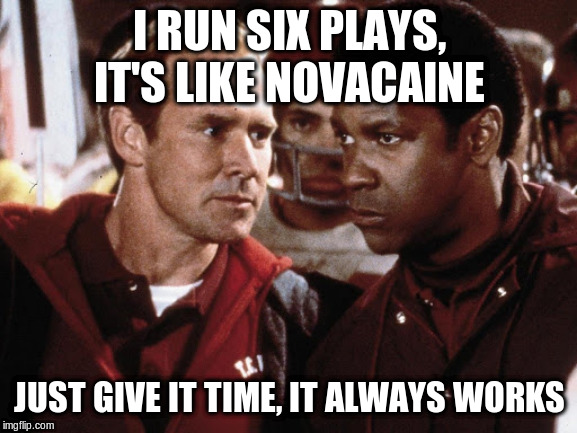 I RUN SIX PLAYS,
IT'S LIKE NOVACAINE
T.C.
JUST GIVE IT TIME, IT ALWAYS WORKS
imgflip.com